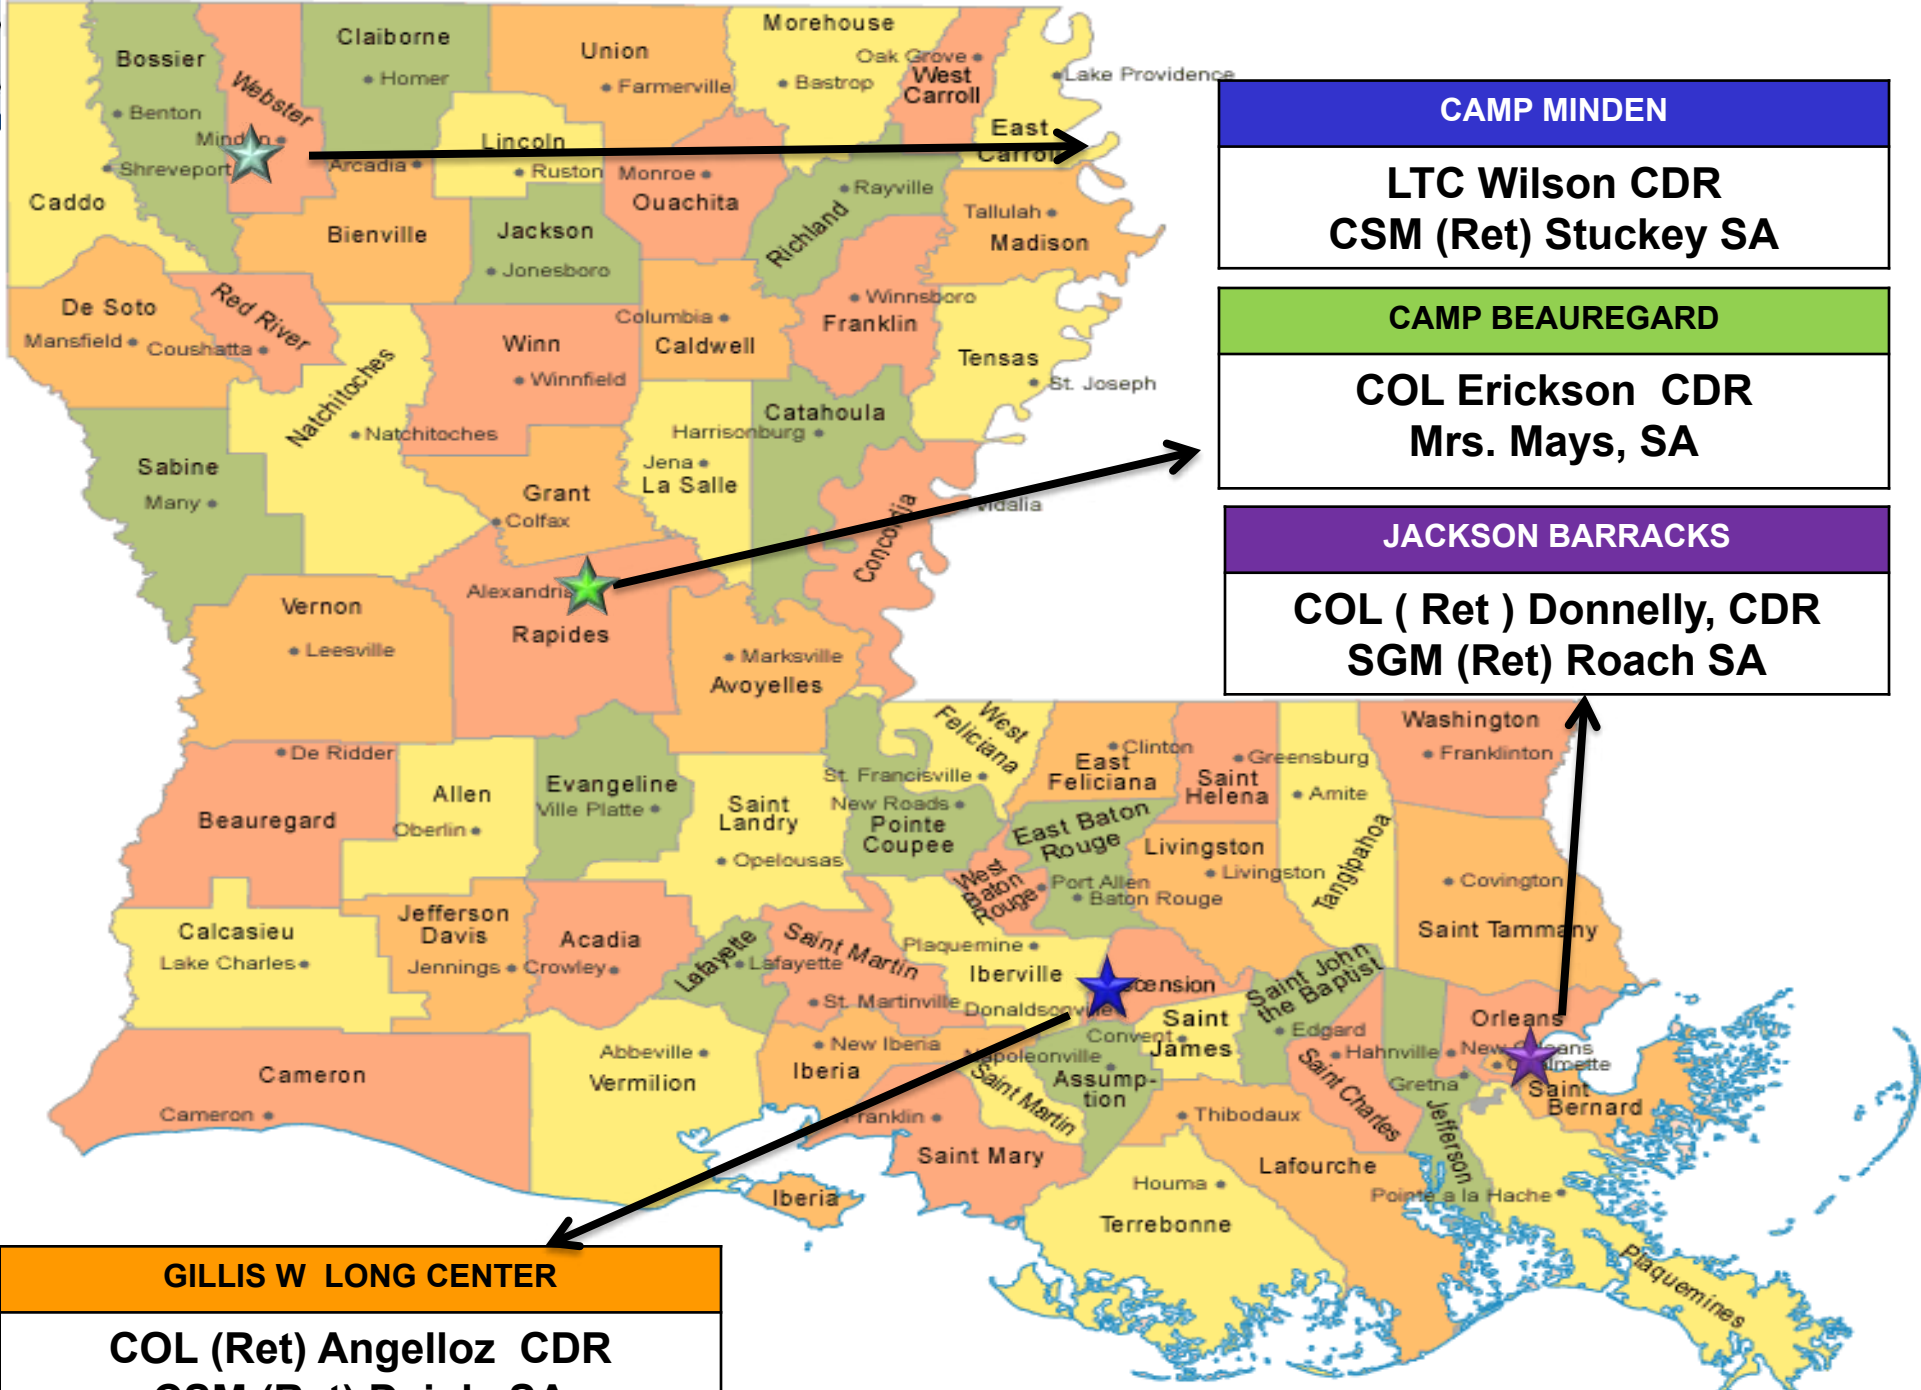 Morehouse
Claiborne
Union
Bossier
Oak Grove
West
Carroll
Webster
Homer
Farmerville
Bastrop
Lake Providence
Benton
East
Lincoln
Shreveport
Arcadia
Ruston
Monroe
Rayville
Caddo
Ouachita
Tallulah
Bienville
Jackson
Richland
Madison
Jonesboro
De Soto
Red River
Winnsboro
Columbia
Franklin
Mansfield
Coushatta
Winn
Caldwell
Tensas
Winnfield
St. Joseph
Natchitoches
Catahoula
Natchitoches
Harrisonburg
Sabine
Jena
La Salle
Many
Grant
Colfax
Concordia
Alexandria
Vernon
Rapides
Leesville
Marksville
Avoyelles
CAMP MINDEN
LTC Wilson CDR
CSM (Ret) Stuckey SA
CAMP BEAUREGARD
COL Erickson CDR
Mrs. Mays, SA
JACKSON BARRACKS
COL ( Ret ) Donnelly, CDR
SGM (Ret) Roach SA
West
Feliciana
Washington
De Ridder
Clinton
Greensburg
Franklinton
East
Feliciana
St. Francisville
Saint
Helena
Evangeline
Allen
Amite
Ville Platte
Saint
Landry
New Roads
Pointe
Coupee
Beauregard
Oberlin
East Baton
Rouge
Livingston
Tangipahoa
Opelousas
West
Baton
Rouge
Port Allen
Livingston
Covington
Baton Rouge
Jefferson
Davis
Calcasieu
Acadia
Saint Tammany
Lake Charles
Jennings
Crowley
Lafayette
Lafayette
Saint Martin
Plaquemine
Iberville
Saint John
the Baptist
St. Martinville
Saint
James
Orleans
Convent
Edgard
New Iberia
Abbeville
Hahnville
Cameron
Vermilion
Iberia
Saint Martin
Assump-
tion
Saint Charles
Gretna
Saint
Bernard
Cameron
Thibodaux
Jefferson
Saint Mary
Lafourche
Houma
Iberia
Pointe a la Hache
Terrebonne
Plaquemines
GILLIS W LONG CENTER
COL (Ret) Angelloz CDR